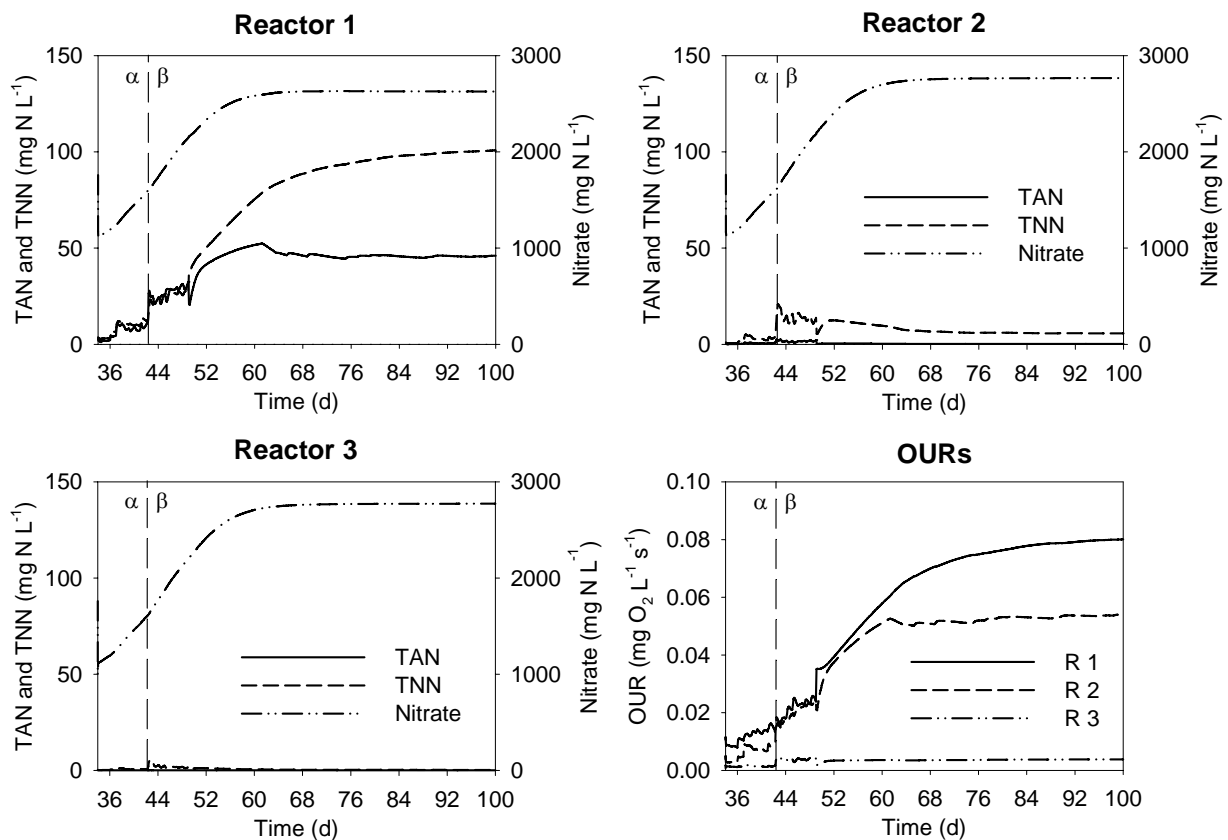 Reactor 1
α β
TAN and TNN (mg N L⁻¹)
150
100
50
0
3000
2000
1000
0
Nitrate (mg N L⁻¹)
36 44 52 60 68 76 84 92 100
Time (d)
Reactor 2
α β
TAN and TNN (mg N L⁻¹)
150
100
50
0
TAN
TNN
Nitrate
3000
2000
1000
0
Nitrate (mg N L⁻¹)
36 44 52 60 68 76 84 92 100
Time (d)
Reactor 3
α β
TAN and TNN (mg N L⁻¹)
150
100
50
0
TAN
TNN
Nitrate
3000
2000
1000
0
Nitrate (mg N L⁻¹)
36 44 52 60 68 76 84 92 100
Time (d)
OURs
α β
OUR (mg O₂ L⁻¹ s⁻¹)
0.10
0.08
0.06
0.04
0.02
0.00
R 1
R 2
R 3
36 44 52 60 68 76 84 92 100
Time (d)